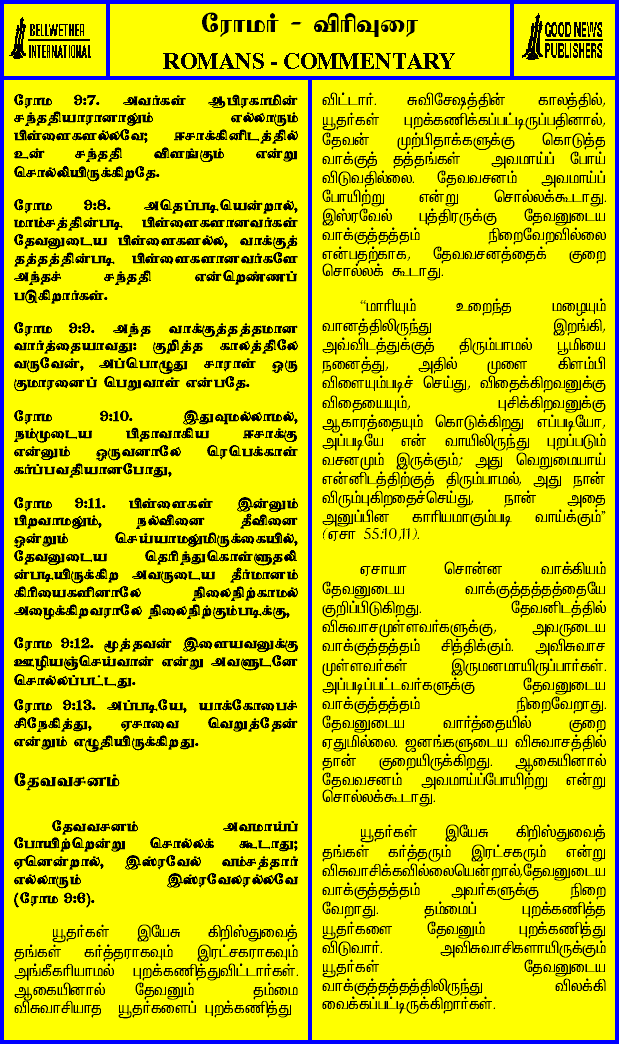 BELLWETHER
INTERNATIONAL
ரோமர் - விரிவுரை
ROMANS - COMMENTARY
GOOD NEWS
PUBLISHERS
ரோம 9:7. அவர்கள் ஆபிரகாமின்
சந்ததியாரானாலும் எல்லாரும்
பிள்ளைகளல்லவே; ஈசாக்கினிடத்தில்
உன் சந்ததி விளங்கும் என்று
சொல்லியிருக்கிறதே.
ரோம 9:8. அதெப்படியென்றால்,
மாம்சத்தின்படி பிள்ளைகளானவர்கள்
தேவனுடைய பிள்ளைகளல்ல, வாக்குத்
தத்தத்தின்படி பிள்ளைகளானவர்களே
அந்தச் சந்ததி என்றெண்ணப்
படுகிறார்கள்.
ரோம 9:9. அந்த வாக்குத்தத்தமான
வார்த்தையாவது: குறித்த காலத்திலே
வருவேன், அப்பொழுது சாராள் ஒரு
குமாரனைப் பெறுவாள் என்பதே.
ரோம 9:10. இதுவுமல்லாமல்,
நம்முடைய பிதாவாகிய ஈசாக்கு
என்னும் ஒருவனாலே ரெபெக்காள்
கர்ப்பவதியானபோது,
ரோம 9:11. பிள்ளைகள் இன்னும்
பிறவாமலும், நல்வினை தீவினை
ஒன்றும் செய்யாமலுமிருக்கையில்,
தேவனுடைய தெரிந்துகொள்ளுதலி
ன்படியிருக்கிற அவருடைய தீர்மானம்
கிரியைகளினாலே நிலைநிற்காமல்
அழைக்கிறவராலே நிலைநிற்கும்படிக்கு,
ரோம 9:12. மூத்தவன் இளையவனுக்கு
ஊழியஞ்செய்வான் என்று அவளுடனே
சொல்லப்பட்டது.
ரோம 9:13. அப்படியே, யாக்கோபைச்
சிநேகித்து, ஏசாவை வெறுத்தேன்
என்றும் எழுதியிருக்கிறது.
தேவவசனம்
தேவவசனம் அவமாய்ப்
போயிற்றென்று சொல்லக் கூடாது;
ஏனென்றால், இஸ்ரவேல் வம்சத்தார்
எல்லாரும் இஸ்ரவேலரல்லவே
(ரோம 9:6).
யூதர்கள் இயேசு கிறிஸ்துவைத்
தங்கள் கர்த்தராகவும் இரட்சகராகவும்
அங்கீகரியாமல் புறக்கணித்துவிட்டார்கள்.
ஆகையினால் தேவனும் தம்மை
விசுவாசியாத யூதர்களைப் புறக்கணித்து
விட்டார். சுவிசேஷத்தின் காலத்தில்,
யூதர்கள் புறக்கணிக்கப்பட்டிருப்பதினால்,
தேவன் முற்பிதாக்களுக்கு கொடுத்த
வாக்குத் தத்தங்கள் அவமாய்ப் போய்
விடுவதில்லை. தேவவசனம் அவமாய்ப்
போயிற்று என்று சொல்லக்கூடாது.
இஸ்ரவேல் புத்திரருக்கு தேவனுடைய
வாக்குத்தத்தம் நிறைவேறவில்லை
என்பதற்காக, தேவவசனத்தைக் குறை
சொல்லக் கூடாது.
“மாரியும் உறைந்த மழையும்
வானத்திலிருந்து இறங்கி,
அவ்விடத்துக்குத் திரும்பாமல் பூமியை
நனைத்து, அதில் முளை கிளம்பி
விளையும்படிச் செய்து, விதைக்கிறவனுக்கு
விதையையும், புசிக்கிறவனுக்கு
ஆகாரத்தையும் கொடுக்கிறது எப்படியோ,
அப்படியே என் வாயிலிருந்து புறப்படும்
வசனமும் இருக்கும்; அது வெறுமையாய்
என்னிடத்திற்குத் திரும்பாமல், அது நான்
விரும்புகிறதைச்செய்து, நான் அதை
அனுப்பின காரியமாகும்படி வாய்க்கும்”
(ஏசா 55:10,11).
ஏசாயா சொன்ன வாக்கியம்
தேவனுடைய வாக்குத்தத்தத்தையே
குறிப்பிடுகிறது. தேவனிடத்தில்
விசுவாசமுள்ளவர்களுக்கு, அவருடைய
வாக்குத்தத்தம் சித்திக்கும். அவிசுவாச
முள்ளவர்கள் இருமனமாயிருப்பார்கள்.
அப்படிப்பட்டவர்களுக்கு தேவனுடைய
வாக்குத்தத்தம் நிறைவேறாது.
தேவனுடைய வார்த்தையில் குறை
ஏதுமில்லை. ஜனங்களுடைய விசுவாசத்தில்
தான் குறையிருக்கிறது. ஆகையினால்
தேவவசனம் அவமாய்ப்போயிற்று என்று
சொல்லக்கூடாது.
யூதர்கள் இயேசு கிறிஸ்துவைத்
தங்கள் கர்த்தரும் இரட்சகரும் என்று
விசுவாசிக்கவில்லையென்றால்,தேவனுடைய
வாக்குத்தத்தம் அவர்களுக்கு நிறை
வேறாது. தம்மைப் புறக்கணித்த
யூதர்களை தேவனும் புறக்கணித்து
விடுவார். அவிசுவாசிகளாயிருக்கும்
யூதர்கள் தேவனுடைய
வாக்குத்தத்தத்திலிருந்து விலக்கி
வைக்கப்பட்டிருக்கிறார்கள்.